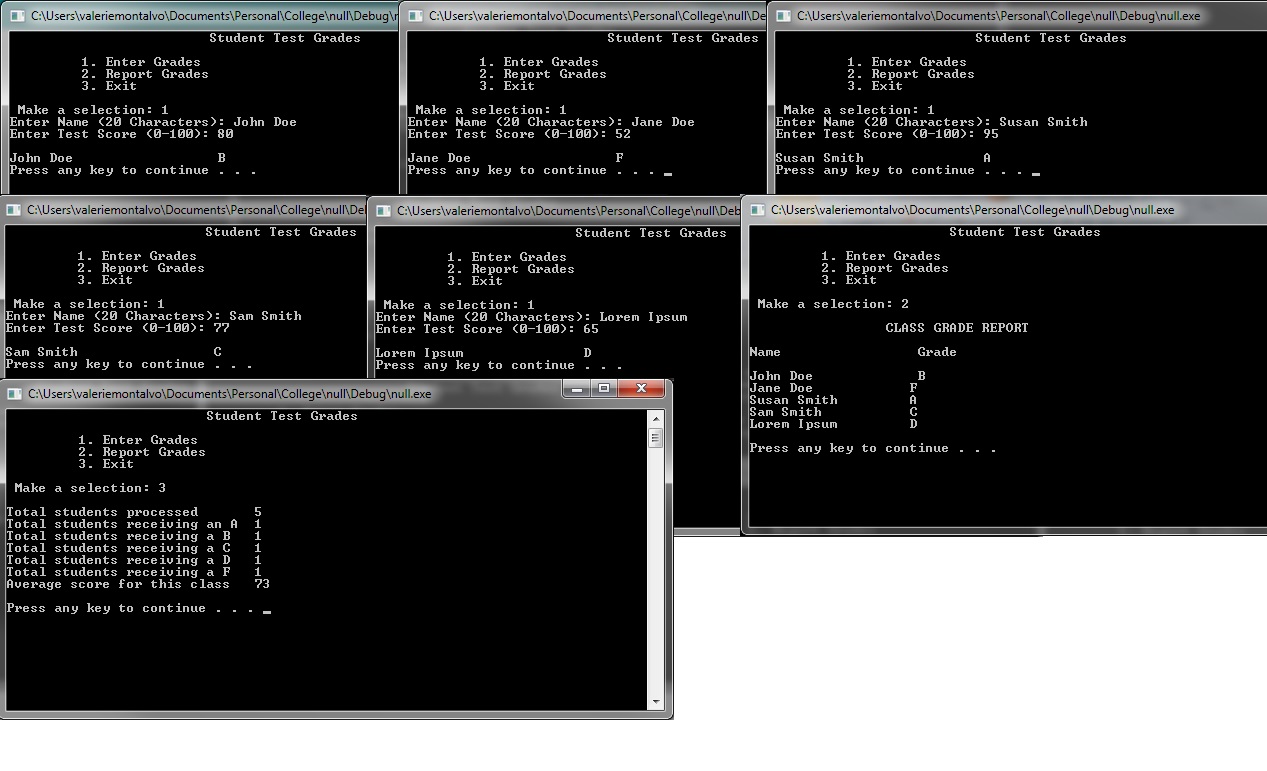 C:\Users\valeriemontalvo\Documents\Personal\College\null\Debug\
Student Test Grades
1. Enter Grades
2. Report Grades
3. Exit
Make a selection: 1
Enter Name (20 Characters): John Doe
Enter Test Score (0-100): 80
John Doe B
Press any key to continue . . .
C:\Users\valeriemontalvo\Documents\Personal\College\null\De
Student Test Grades
1. Enter Grades
2. Report Grades
3. Exit
Make a selection: 1
Enter Name (20 Characters): Jane Doe
Enter Test Score (0-100): 52
Jane Doe F
Press any key to continue . . . _
C:\Users\valeriemontalvo\Documents\Personal\College\null\Debug\null.exe
Student Test Grades
1. Enter Grades
2. Report Grades
3. Exit
Make a selection: 1
Enter Name (20 Characters): Susan Smith
Enter Test Score (0-100): 95
Susan Smith A
Press any key to continue . . . _
C:\Users\valeriemontalvo\Documents\Personal\College\null\De
Student Test Grades
1. Enter Grades
2. Report Grades
3. Exit
Make a selection: 1
Enter Name (20 Characters): Sam Smith
Enter Test Score (0-100): 77
Sam Smith C
Press any key to continue . . .
C:\Users\valeriemontalvo\Documents\Personal\College\null\Deb
Student Test Grades
1. Enter Grades
2. Report Grades
3. Exit
Make a selection: 1
Enter Name (20 Characters): Lorem Ipsum
Enter Test Score (0-100): 65
Lorem Ipsum D
Press any key to continue . . .
C:\Users\valeriemontalvo\Documents\Personal\College\null\Debug\null.exe
Student Test Grades
1. Enter Grades
2. Report Grades
3. Exit
Make a selection: 2
CLASS GRADE REPORT
Name Grade
John Doe B
Jane Doe F
Susan Smith A
Sam Smith C
Lorem Ipsum D
Press any key to continue . . .
C:\Users\valeriemontalvo\Documents\Personal\College\null\Debug\null.exe
Student Test Grades
1. Enter Grades
2. Report Grades
3. Exit
Make a selection: 3
Total students processed 5
Total students receiving an A 1
Total students receiving a B 1
Total students receiving a C 1
Total students receiving a D 1
Total students receiving a F 1
Average score for this class 73
Press any key to continue . . . _